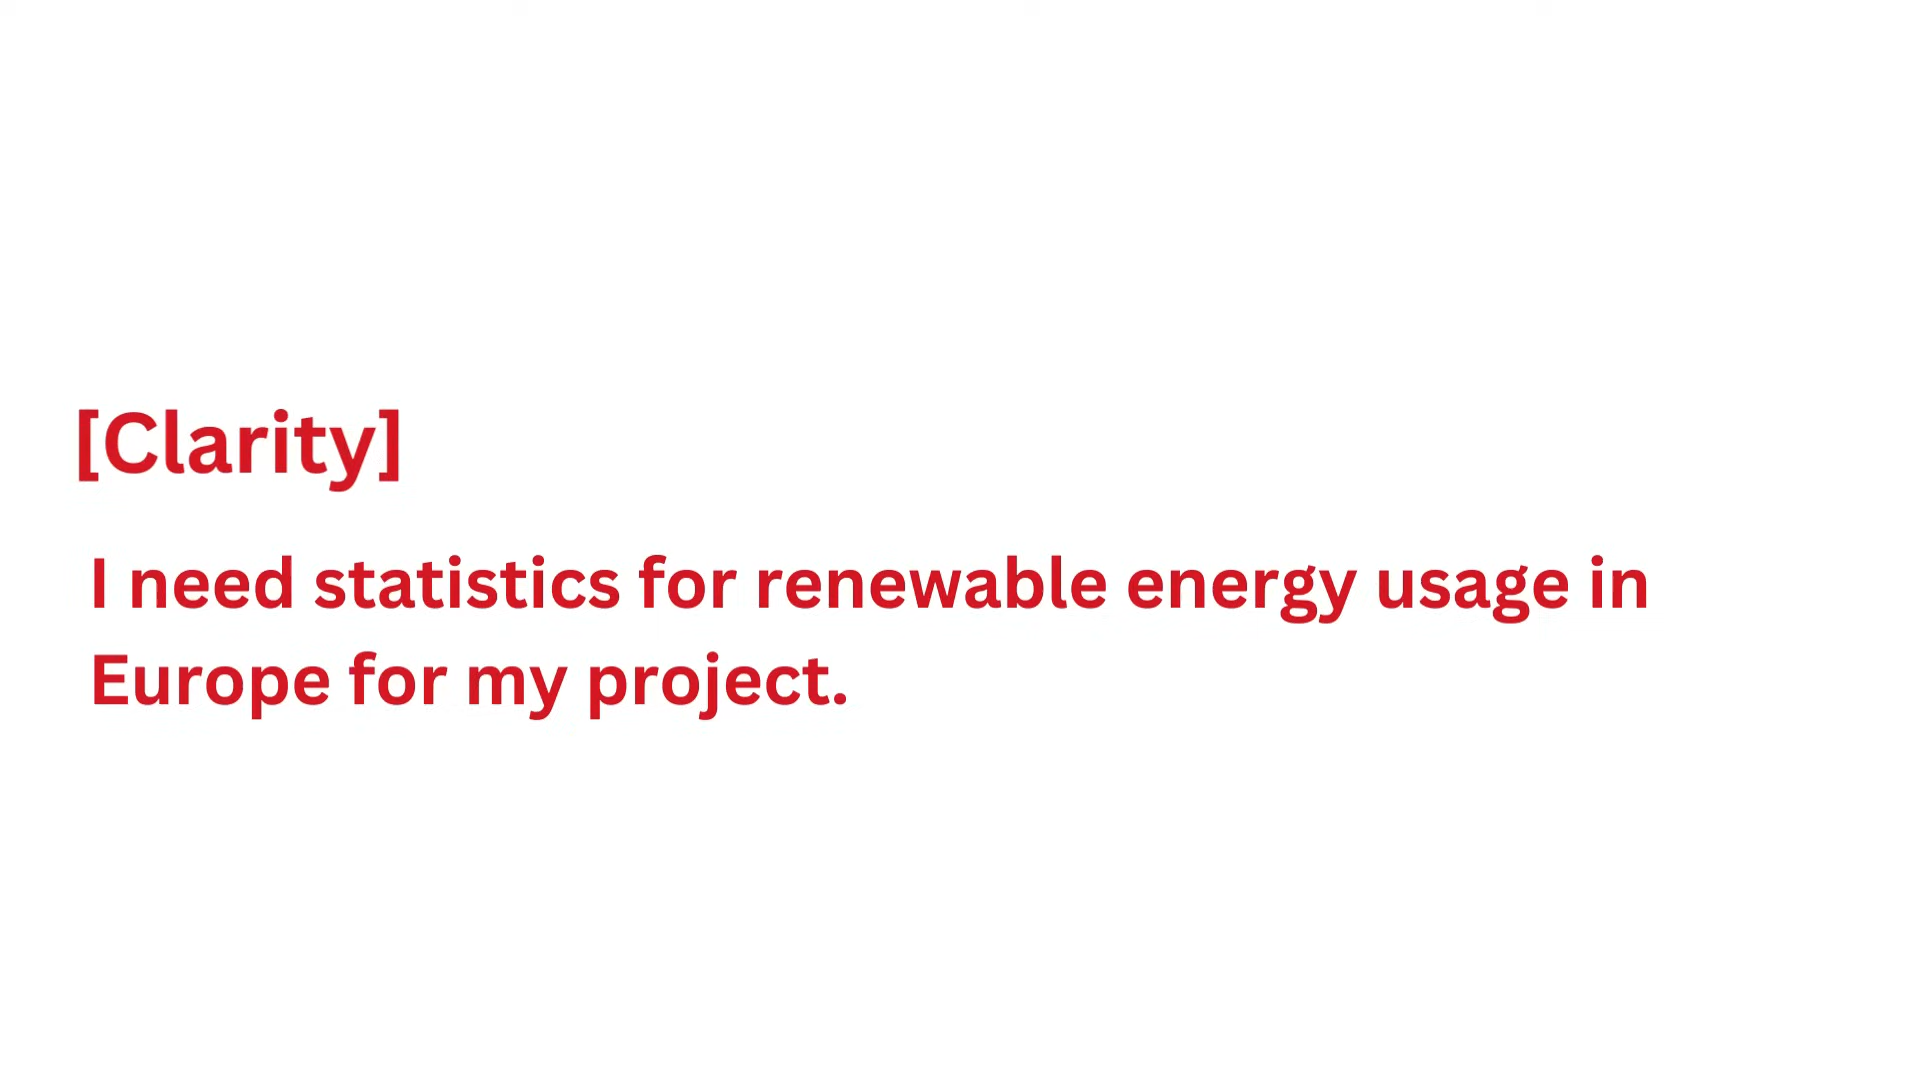 [Clarity]
I need statistics for renewable energy usage in
Europe for my project.